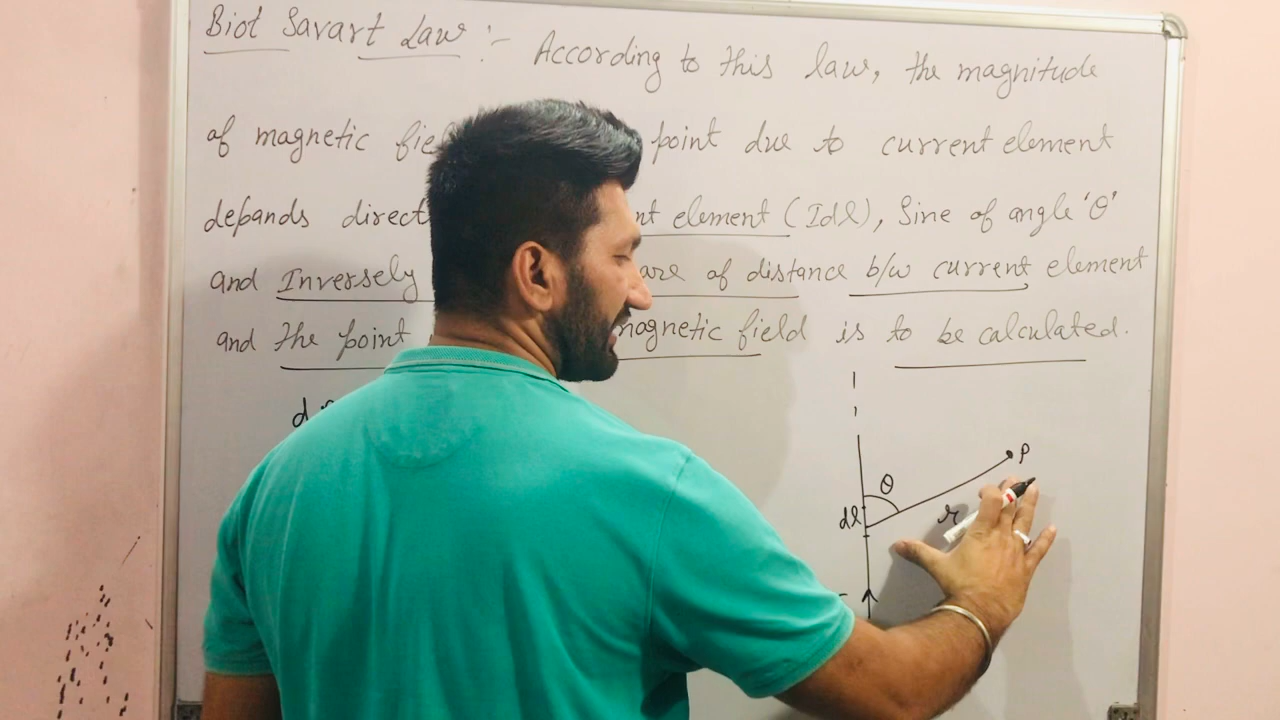 Biot Savart Law :- According to this law, the magnitude
of magnetic fie point due to current element
debands direct nt element (Idl), Sine of angle 'θ'
and Inversely are of distance b/w current element
and the point magnetic field is to be calculated.
d
P
θ
dl
r